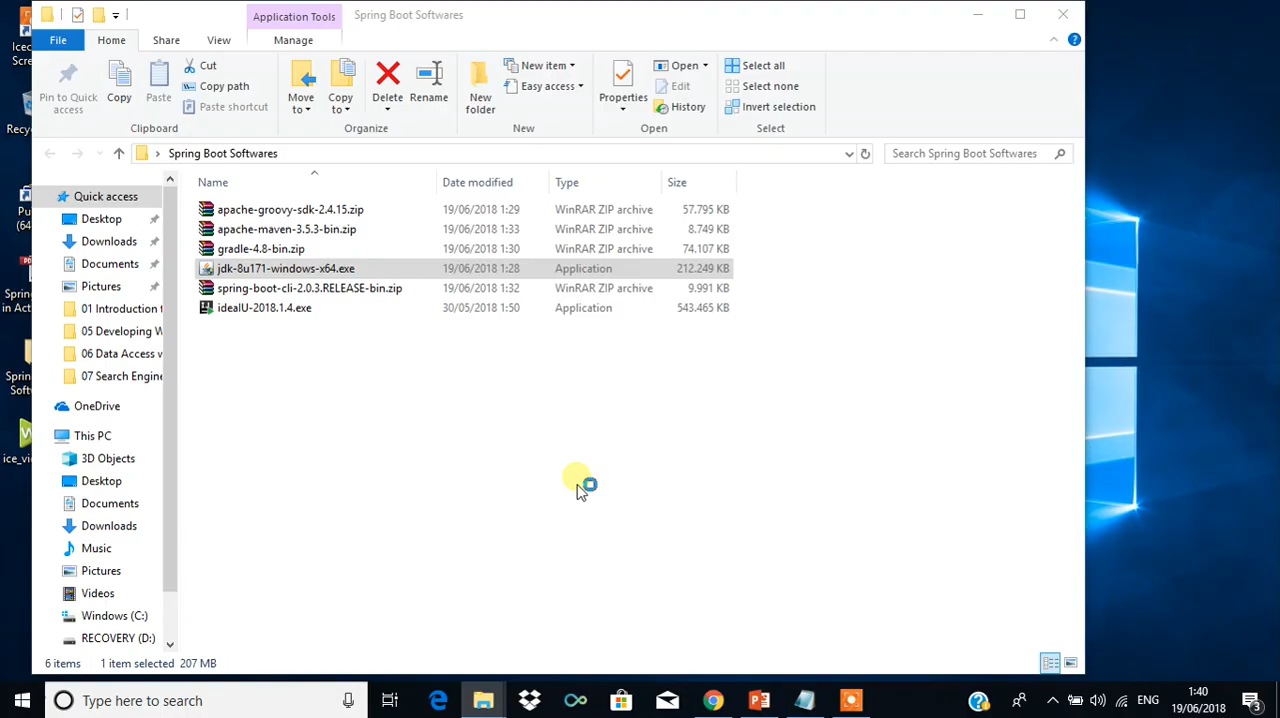 Application Tools
Spring Boot Softwares
File
Home
Share
View
Manage
Pin to Quick access
Copy
Paste
Cut
Copy path
Paste shortcut
Clipboard
Move to
Copy to
Delete
Rename
Organize
New folder
New item
Easy access
New
Properties
Open
Edit
History
Open
Select all
Select none
Invert selection
Select
Spring Boot Softwares
Search Spring Boot Softwares
Name
Date modified
Type
Size
apache-groovy-sdk-2.4.15.zip 19/06/2018 1:29 WinRAR ZIP archive 57.795 KB
apache-maven-3.5.3-bin.zip 19/06/2018 1:33 WinRAR ZIP archive 8.749 KB
gradle-4.8-bin.zip 19/06/2018 1:30 WinRAR ZIP archive 74.107 KB
jdk-8u171-windows-x64.exe 19/06/2018 1:28 Application 212.249 KB
spring-boot-cli-2.0.3.RELEASE-bin.zip 19/06/2018 1:32 WinRAR ZIP archive 9.991 KB
ideaIU-2018.1.4.exe 30/05/2018 1:50 Application 543.465 KB
Quick access
Desktop
Downloads
Documents
Pictures
01 Introduction t
05 Developing W
06 Data Access w
07 Search Engine
OneDrive
This PC
3D Objects
Desktop
Documents
Downloads
Music
Pictures
Videos
Windows (C:)
RECOVERY (D:)
6 items
1 item selected 207 MB
Type here to search
ENG
1:40
19/06/2018
3